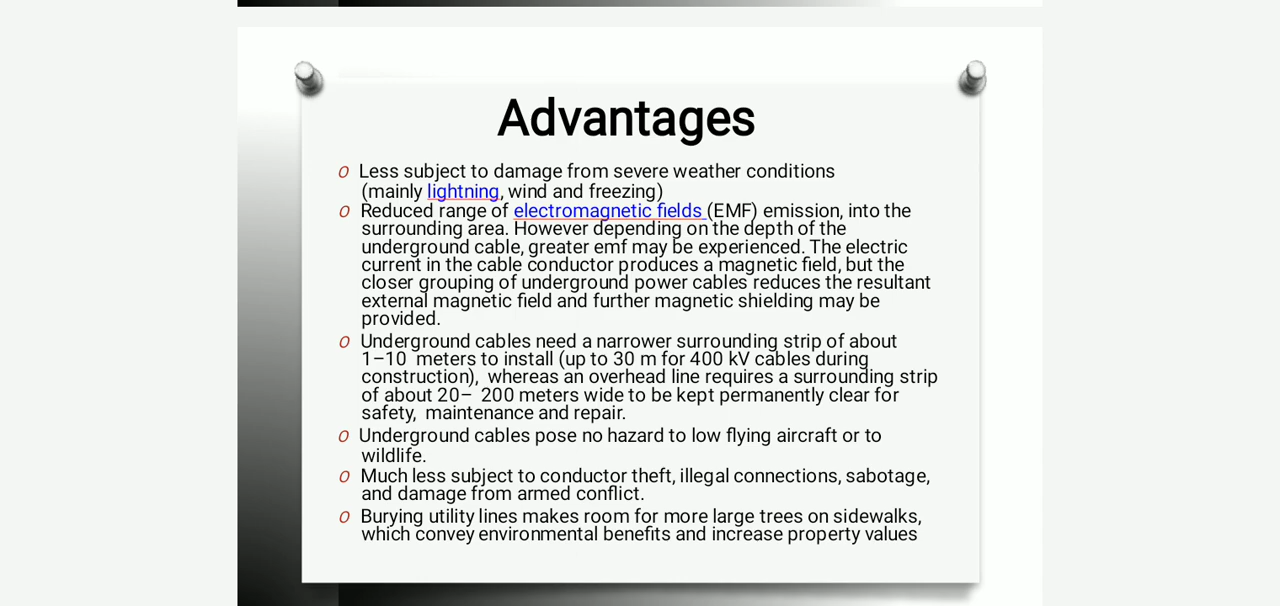 Advantages
O Less subject to damage from severe weather conditions
(mainly lightning, wind and freezing)
O Reduced range of electromagnetic fields (EMF) emission, into the
surrounding area. However depending on the depth of the
underground cable, greater emf may be experienced. The electric
current in the cable conductor produces a magnetic field, but the
closer grouping of underground power cables reduces the resultant
external magnetic field and further magnetic shielding may be
provided.
O Underground cables need a narrower surrounding strip of about
1–10 meters to install (up to 30 m for 400 kV cables during
construction), whereas an overhead line requires a surrounding strip
of about 20– 200 meters wide to be kept permanently clear for
safety, maintenance and repair.
O Underground cables pose no hazard to low flying aircraft or to
wildlife.
O Much less subject to conductor theft, illegal connections, sabotage,
and damage from armed conflict.
O Burying utility lines makes room for more large trees on sidewalks,
which convey environmental benefits and increase property values